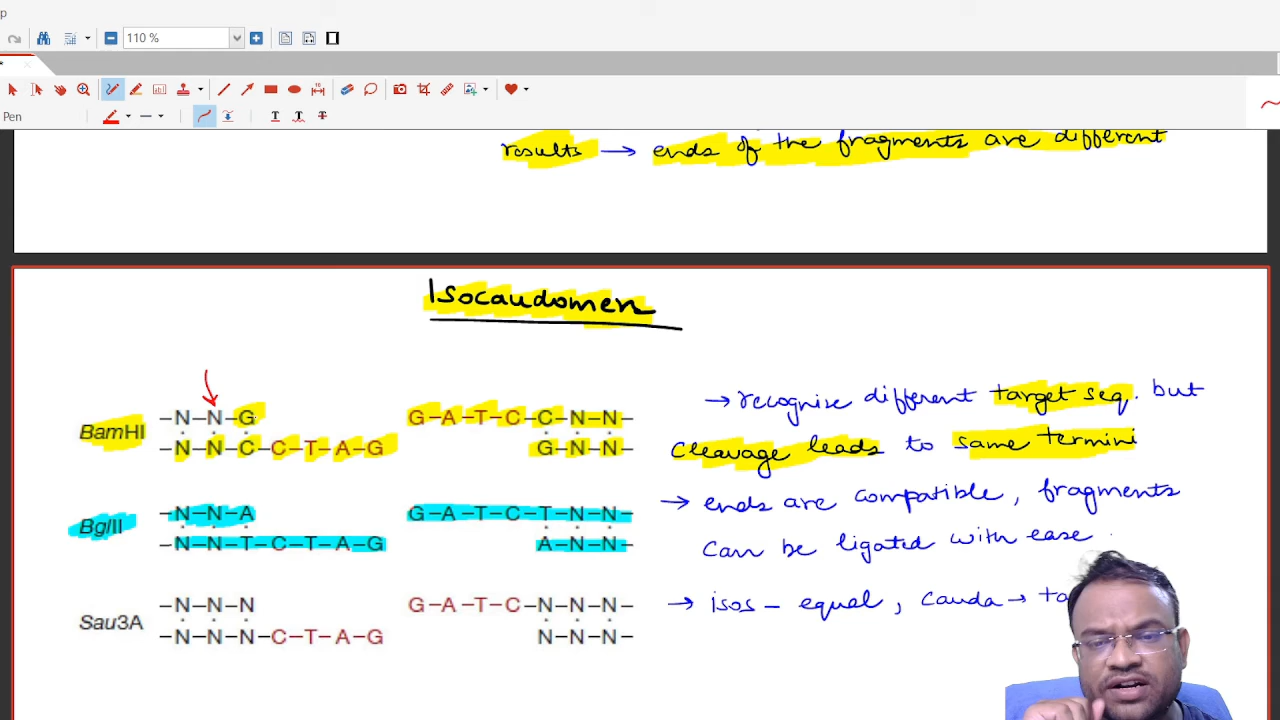 p
110 %
Pen
results → ends of the fragments are different
Isocaudomen
BamHI
–N–N–G
–N–N–C–C–T–A–G
G–A–T–C–C–N–N–
G–N–N–
→ recognise different target seq. but
cleavage leads to same termini
BglII
–N–N–A
–N–N–T–C–T–A–G
G–A–T–C–T–N–N–
A–N–N–
→ ends are compatible, fragments
can be ligated with ease.
Sau3A
–N–N–N
–N–N–N–C–T–A–G
G–A–T–C–N–N–N–
N–N–N–
→ isos – equal, cauda →